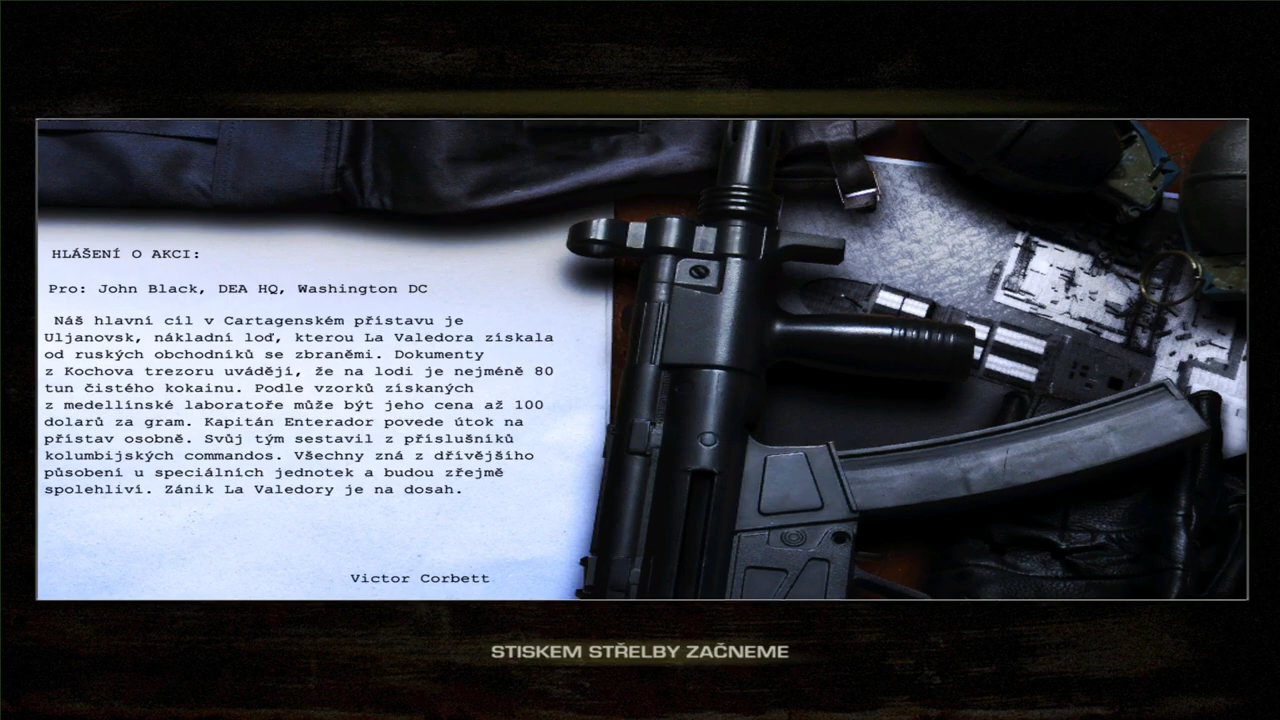 HLÁŠENÍ O AKCI:
Pro: John Black, DEA HQ, Washington DC
Náš hlavní cíl v Cartagenském přístavu je
Uljanovsk, nákladní loď, kterou La Valedora získala
od ruských obchodníků se zbraněmi. Dokumenty
z Kochova trezoru uvádějí, že na lodi je nejméně 80
tun čistého kokainu. Podle vzorků získaných
z medellínské laboratoře může být jeho cena až 100
dolarů za gram. Kapitán Enterador povede útok na
přístav osobně. Svůj tým sestavil z příslušníků
kolumbijských commandos. Všechny zná z dřívějšího
působení u speciálních jednotek a budou zřejmě
spolehliví. Zánik La Valedory je na dosah.
Victor Corbett
STISKEM STŘELBY ZAČNEME